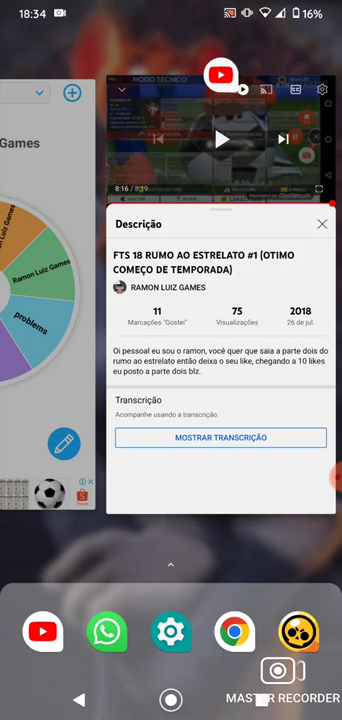 18:34
16%
Games
Ramon Luiz Games
problems
MODO TÉCNICO
8:16 / 8:19
Descrição
FTS 18 RUMO AO ESTRELATO #1 (OTIMO
COMEÇO DE TEMPORADA)
RAMON LUIZ GAMES
11
75
2018
Marcações "Gostei"
Visualizações
26 de jul.
Oi pessoal eu sou o ramon, você quer que saia a parte dois do
rumo ao estrelato então deixa o seu like, chegando a 10 likes
eu posto a parte dois blz.
Transcrição
Acompanhe usando a transcrição.
MOSTRAR TRANSCRIÇÃO
MASTER RECORDER